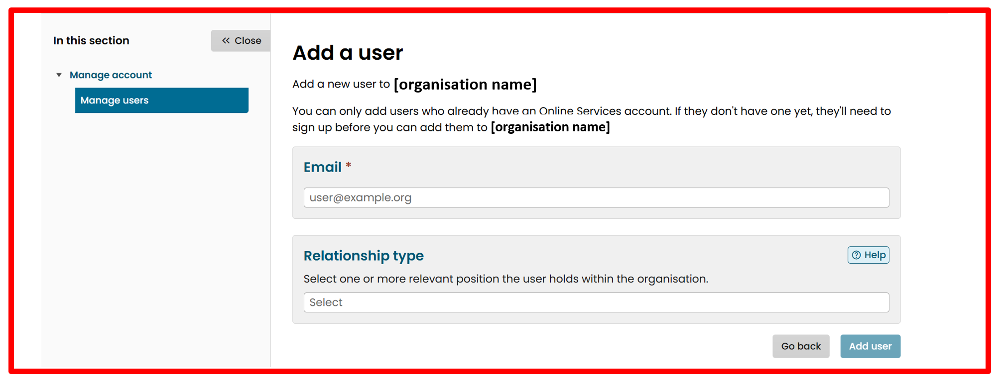 In this section
Close
Manage account
Manage users
Add a user
Add a new user to [organisation name]
You can only add users who already have an Online Services account. If they don't have one yet, they'll need to
sign up before you can add them to [organisation name]
Email *
user@example.org
Relationship type
Help
Select one or more relevant position the user holds within the organisation.
Select
Go back
Add user